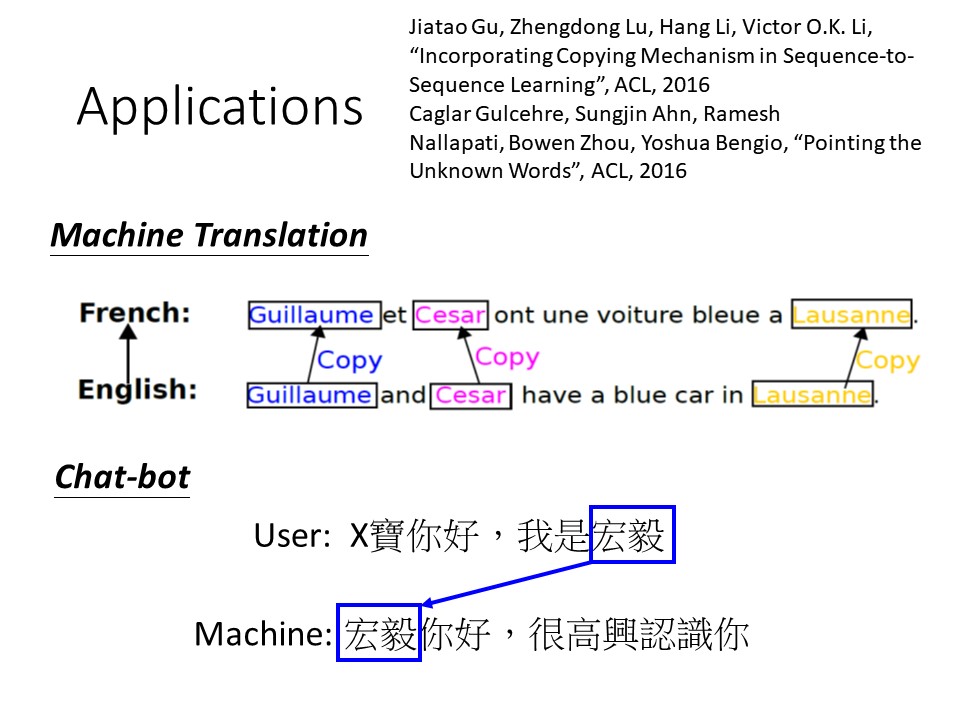 Applications
Jiatao Gu, Zhengdong Lu, Hang Li, Victor O.K. Li,
“Incorporating Copying Mechanism in Sequence-to-
Sequence Learning”, ACL, 2016
Caglar Gulcehre, Sungjin Ahn, Ramesh
Nallapati, Bowen Zhou, Yoshua Bengio, “Pointing the
Unknown Words”, ACL, 2016
Machine Translation
French: Guillaume et Cesar ont une voiture bleue a Lausanne.
Copy Copy Copy
English: Guillaume and Cesar have a blue car in Lausanne.
Chat-bot
User: X寶你好，我是宏毅
Machine: 宏毅你好，很高興認識你